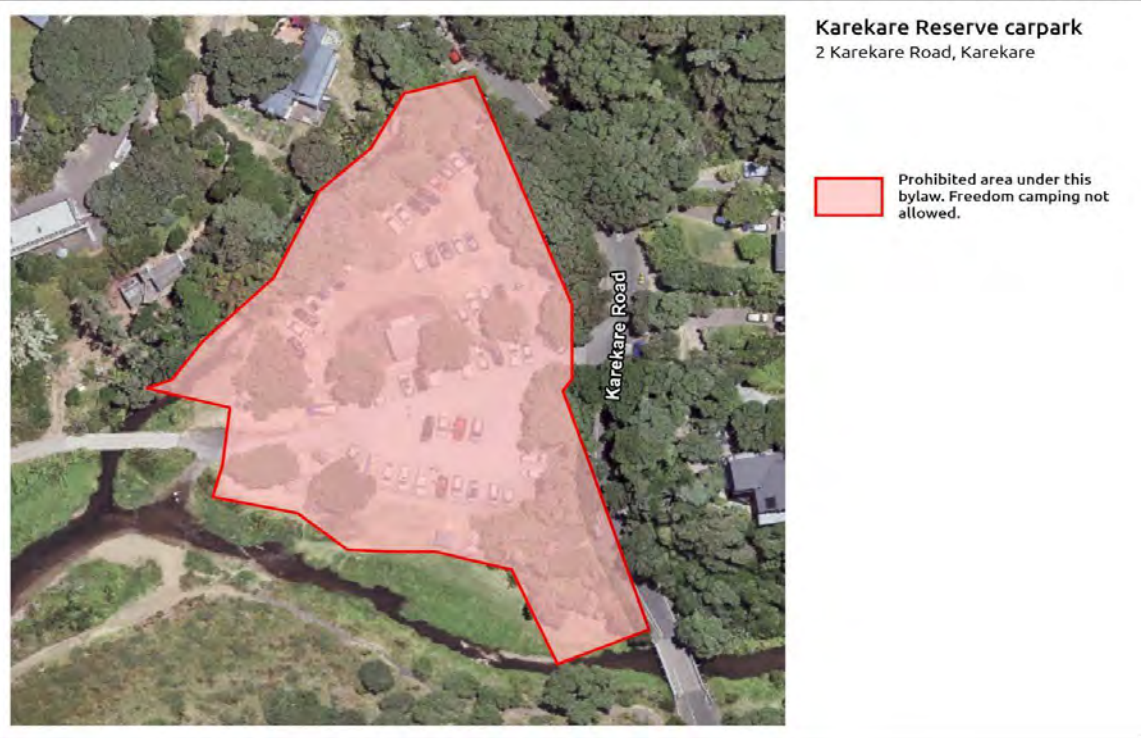 Karekare Reserve carpark
2 Karekare Road, Karekare
Prohibited area under this
bylaw. Freedom camping not
allowed.
Karekare Road